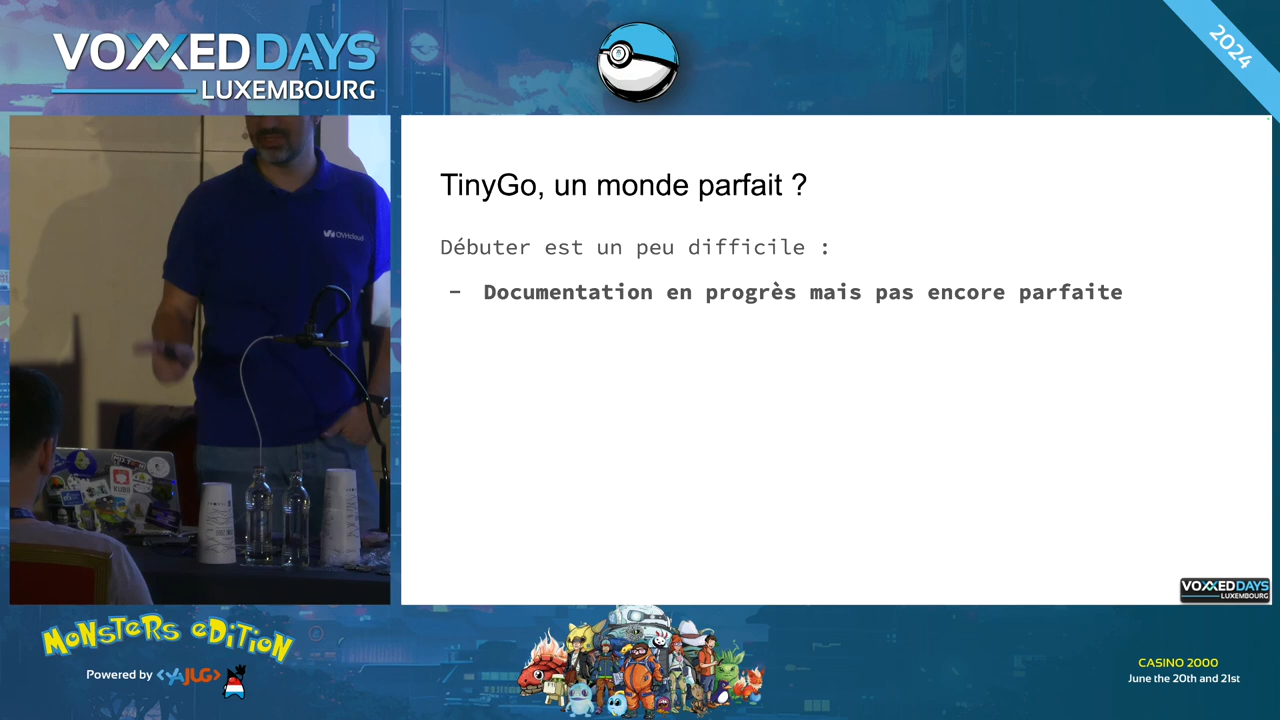 VOXXEDDAYS
LUXEMBOURG
2024
OVHcloud
TinyGo, un monde parfait ?
Débuter est un peu difficile :
- Documentation en progrès mais pas encore parfaite
VOXXEDDAYS
LUXEMBOURG
MONSTERS EDITION
Powered by <YAJUG>
CASINO 2000
June the 20th and 21st